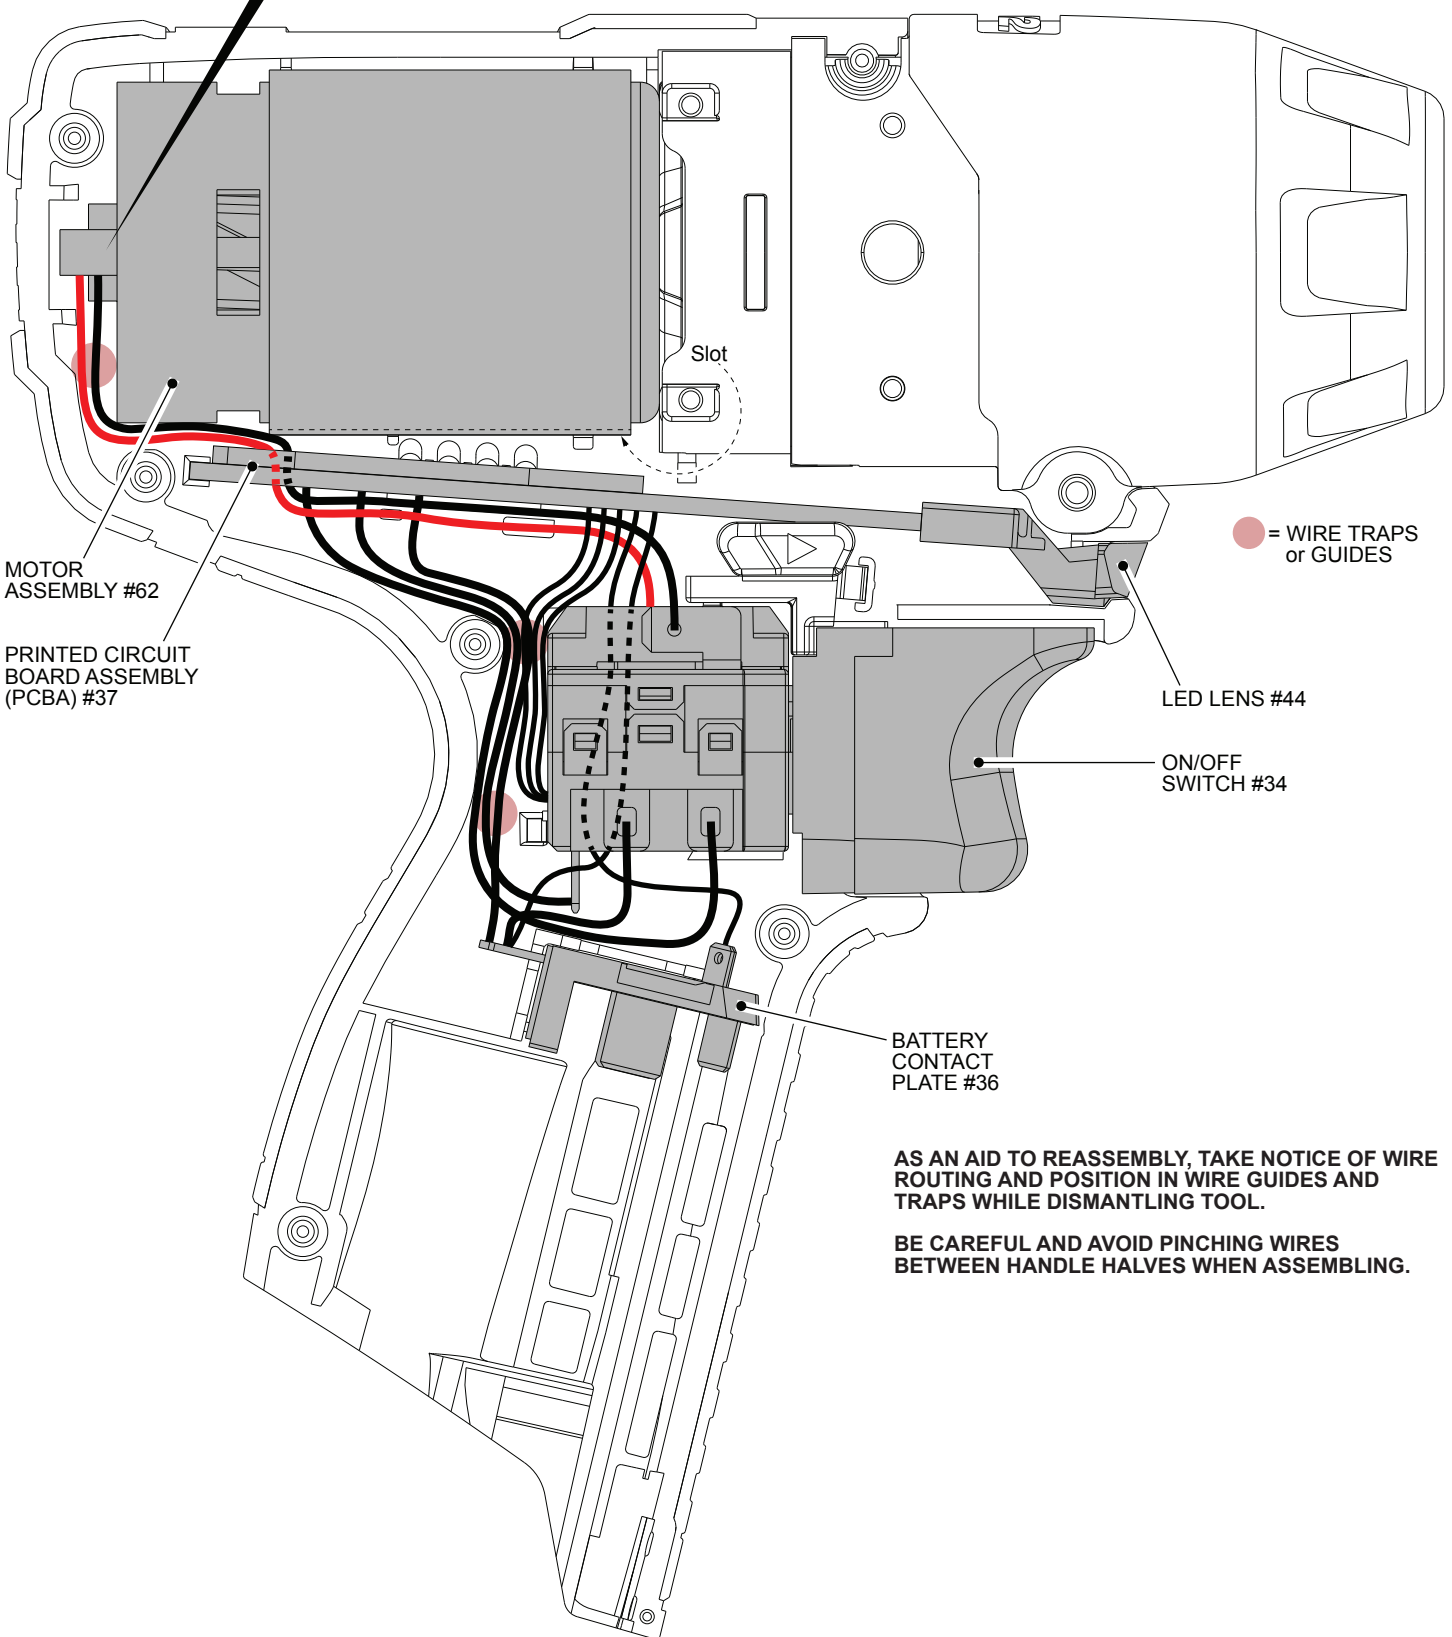 Slot
= WIRE TRAPS
or GUIDES
MOTOR
ASSEMBLY #62
PRINTED CIRCUIT
BOARD ASSEMBLY
(PCBA) #37
LED LENS #44
ON/OFF
SWITCH #34
BATTERY
CONTACT
PLATE #36
AS AN AID TO REASSEMBLY, TAKE NOTICE OF WIRE
ROUTING AND POSITION IN WIRE GUIDES AND
TRAPS WHILE DISMANTLING TOOL.
BE CAREFUL AND AVOID PINCHING WIRES
BETWEEN HANDLE HALVES WHEN ASSEMBLING.